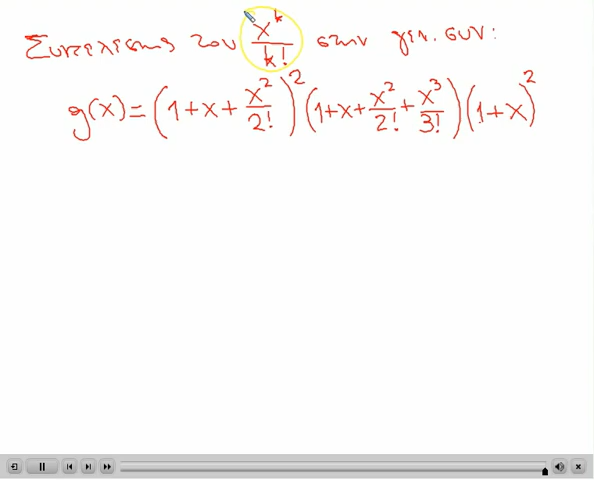 Συντελεστής του x^k/k! στην γεν. συν:
g(x) = (1 + x + x^2/2!)^2 (1 + x + x^2/2! + x^3/3!) (1 + x)^2